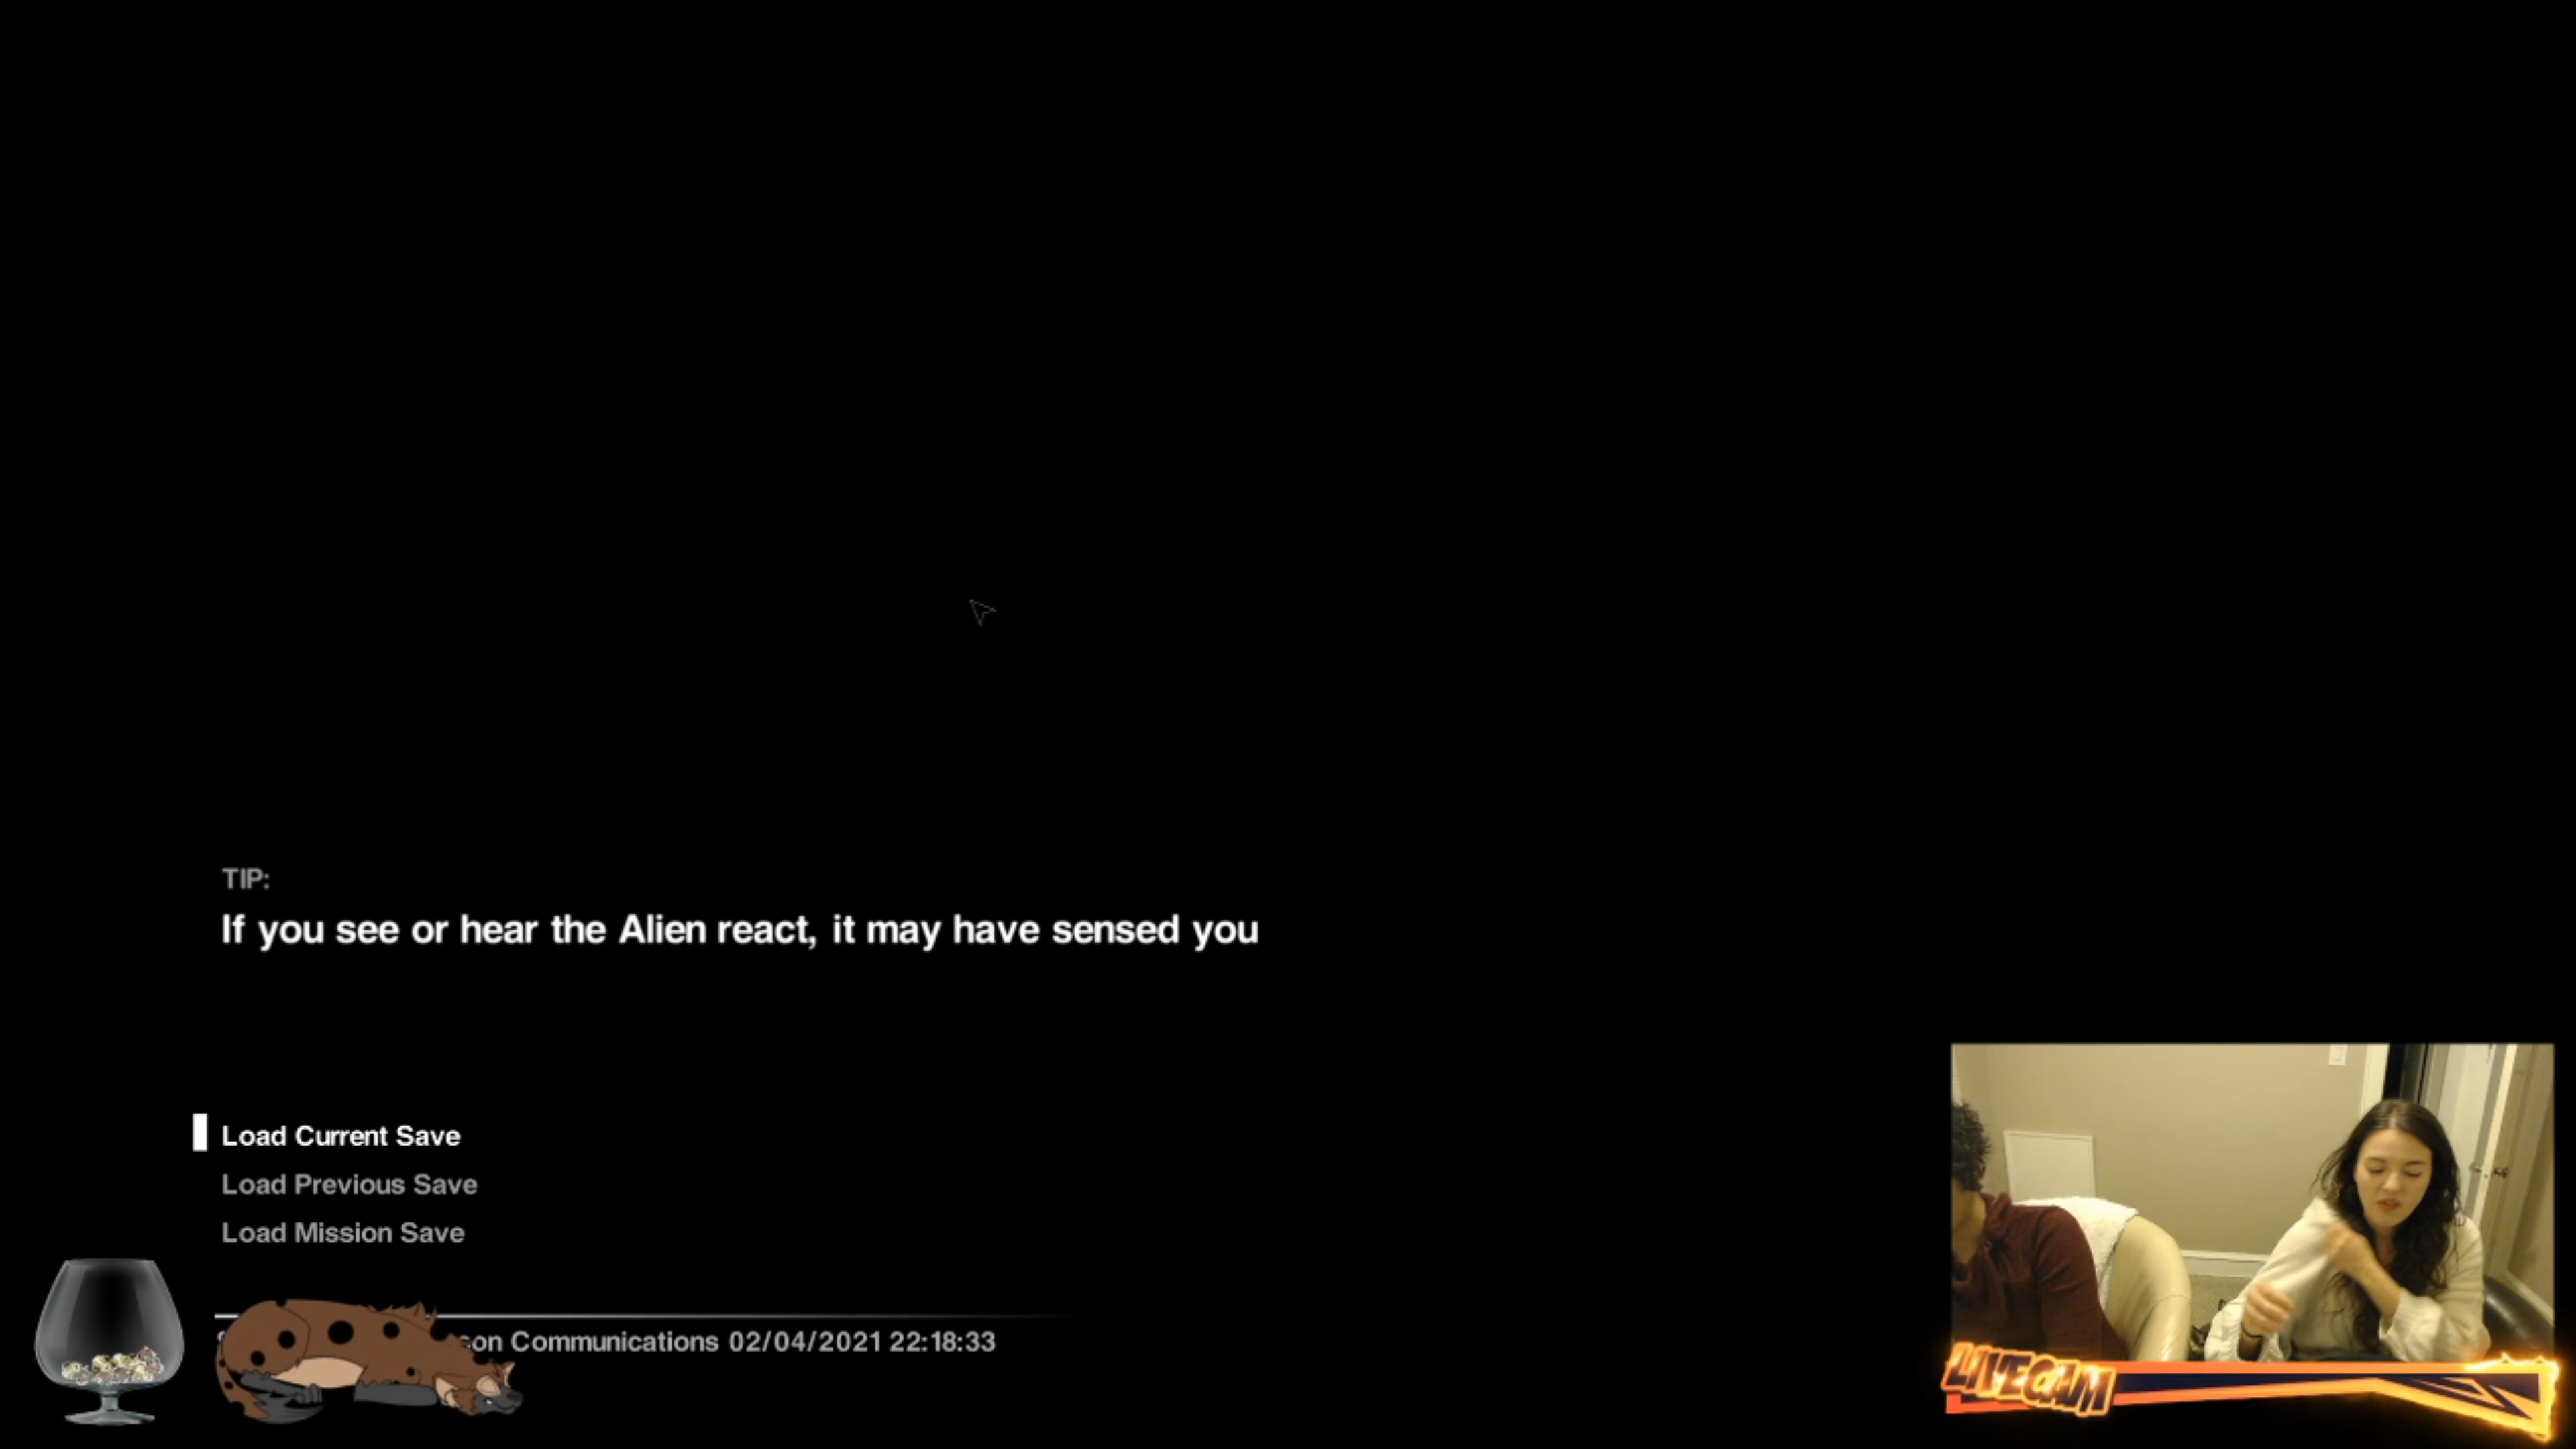 TIP:
If you see or hear the Alien react, it may have sensed you
Load Current Save
Load Previous Save
Load Mission Save
Communications 02/04/2021 22:18:33
LIVECAM